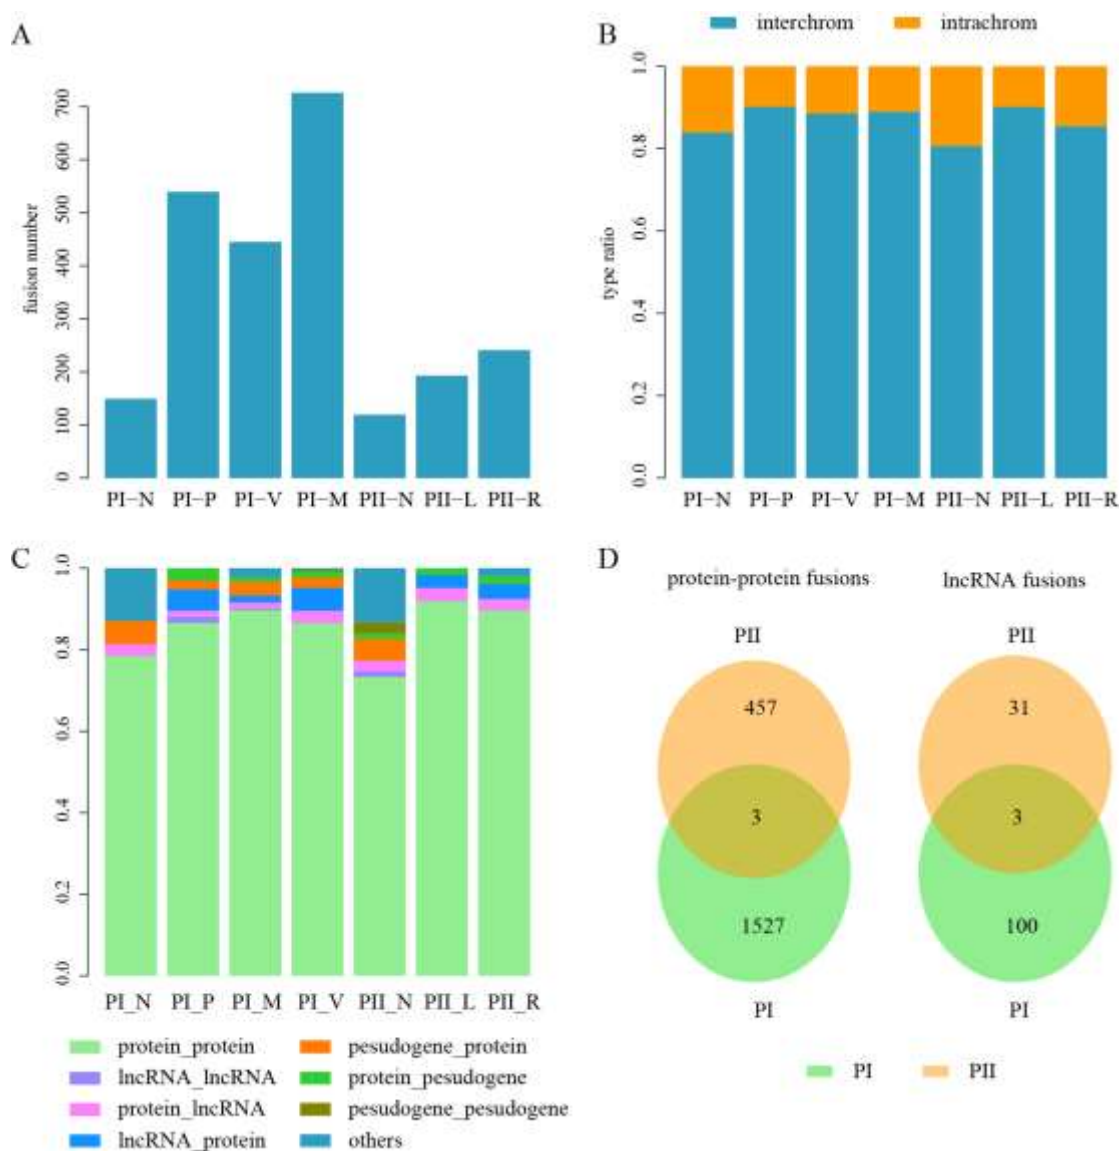 A
fusion number
0 100 200 300 400 500 600 700
PI−N PI−P PI−V PI−M PII−N PII−L PII−R
B
interchrom intrachrom
type ratio
0.0 0.2 0.4 0.6 0.8 1.0
PI−N PI−P PI−V PI−M PII−N PII−L PII−R
C
0.0 0.2 0.4 0.6 0.8 1.0
PI_N PI_P PI_M PI_V PII_N PII_L PII_R
protein_protein pesudogene_protein
lncRNA_lncRNA protein_pesudogene
protein_lncRNA pesudogene_pesudogene
lncRNA_protein others
D
protein-protein fusions lncRNA fusions
PII PII
457 31
3 3
1527 100
PI PI
PI PII